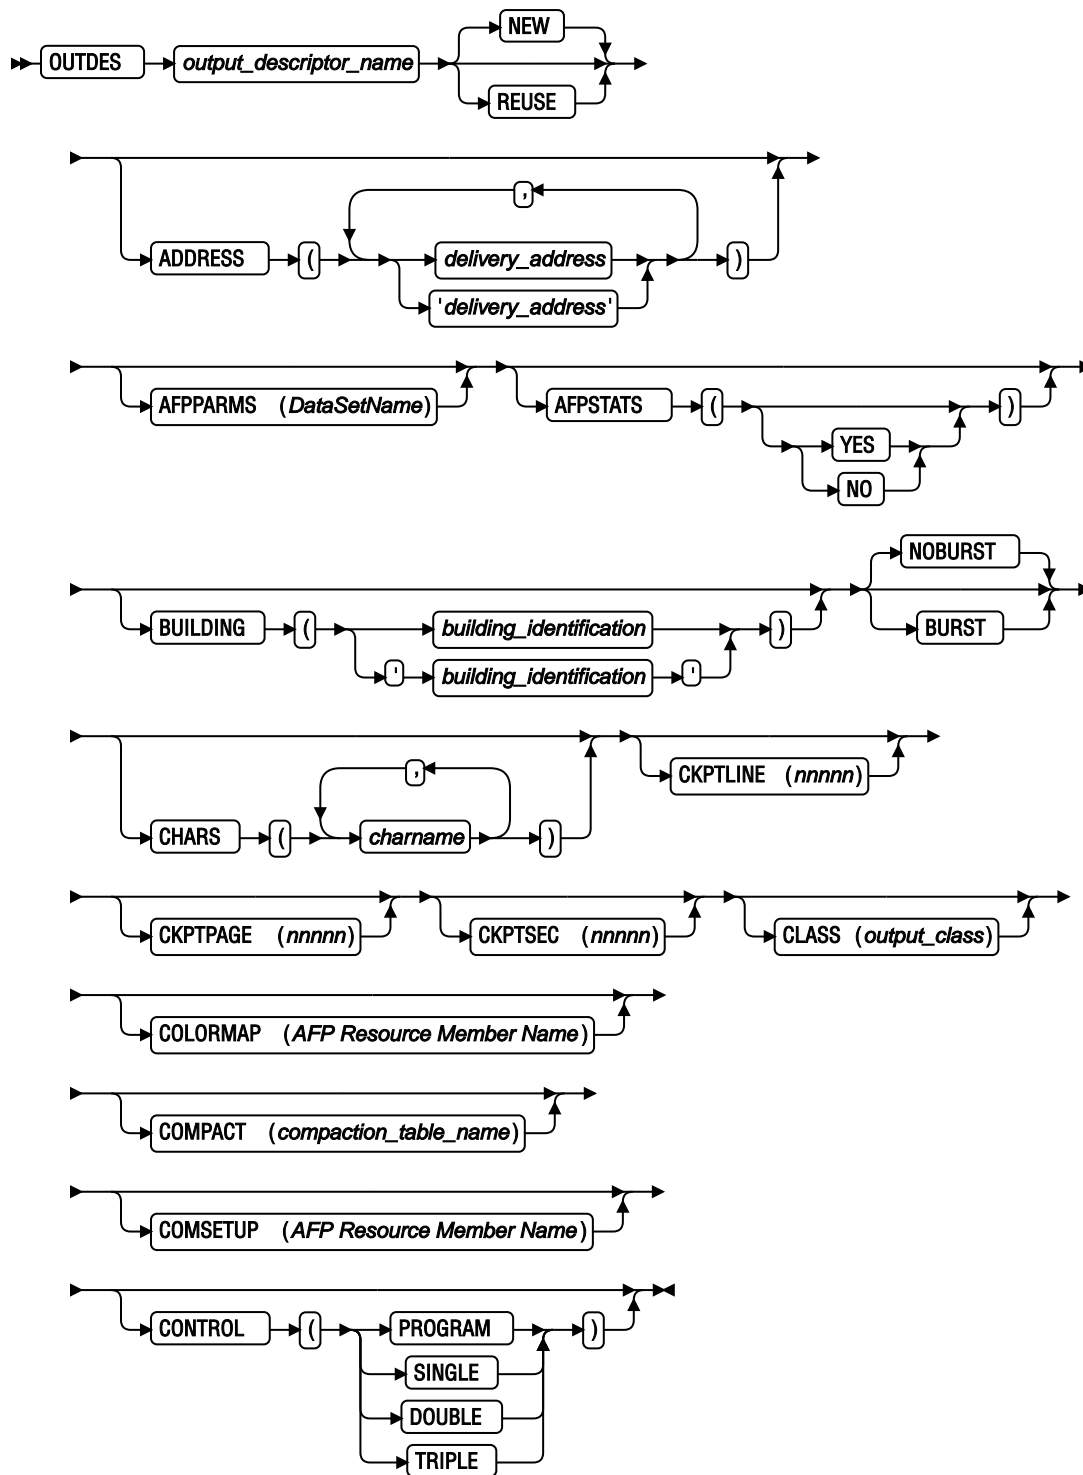 NEW
OUTDES output_descriptor_name
REUSE
,
ADDRESS ( delivery_address )
'delivery_address'
AFPPARMS (DataSetName) AFPSTATS ( )
YES
NO
NOBURST
BUILDING ( building_identification ) BURST
' building_identification '
,
CKPTLINE (nnnnn)
CHARS ( charname )
CKPTPAGE (nnnnn) CKPTSEC (nnnnn) CLASS (output_class)
COLORMAP (AFP Resource Member Name)
COMPACT (compaction_table_name)
COMSETUP (AFP Resource Member Name)
CONTROL ( PROGRAM )
SINGLE
DOUBLE
TRIPLE